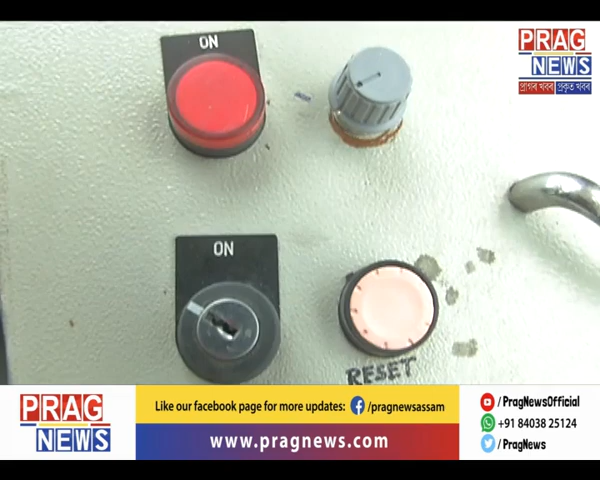 ON
PRAG
NEWS
প্ৰাগৰ খবৰ প্ৰকৃত খবৰ
ON
RESET
PRAG
NEWS
Like our facebook page for more updates: /pragnewsassam
www.pragnews.com
/PragNewsOfficial
+91 84038 25124
/PragNews